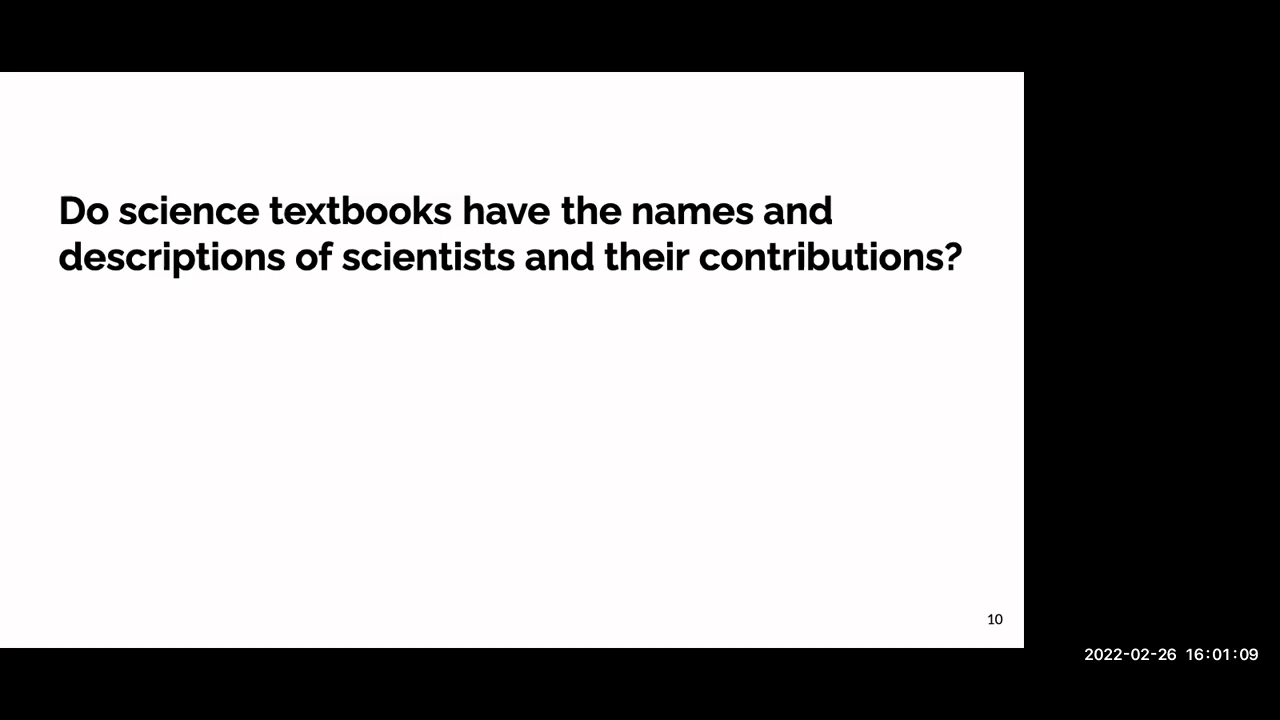 Do science textbooks have the names and
descriptions of scientists and their contributions?
10
2022-02-26 16:01:09